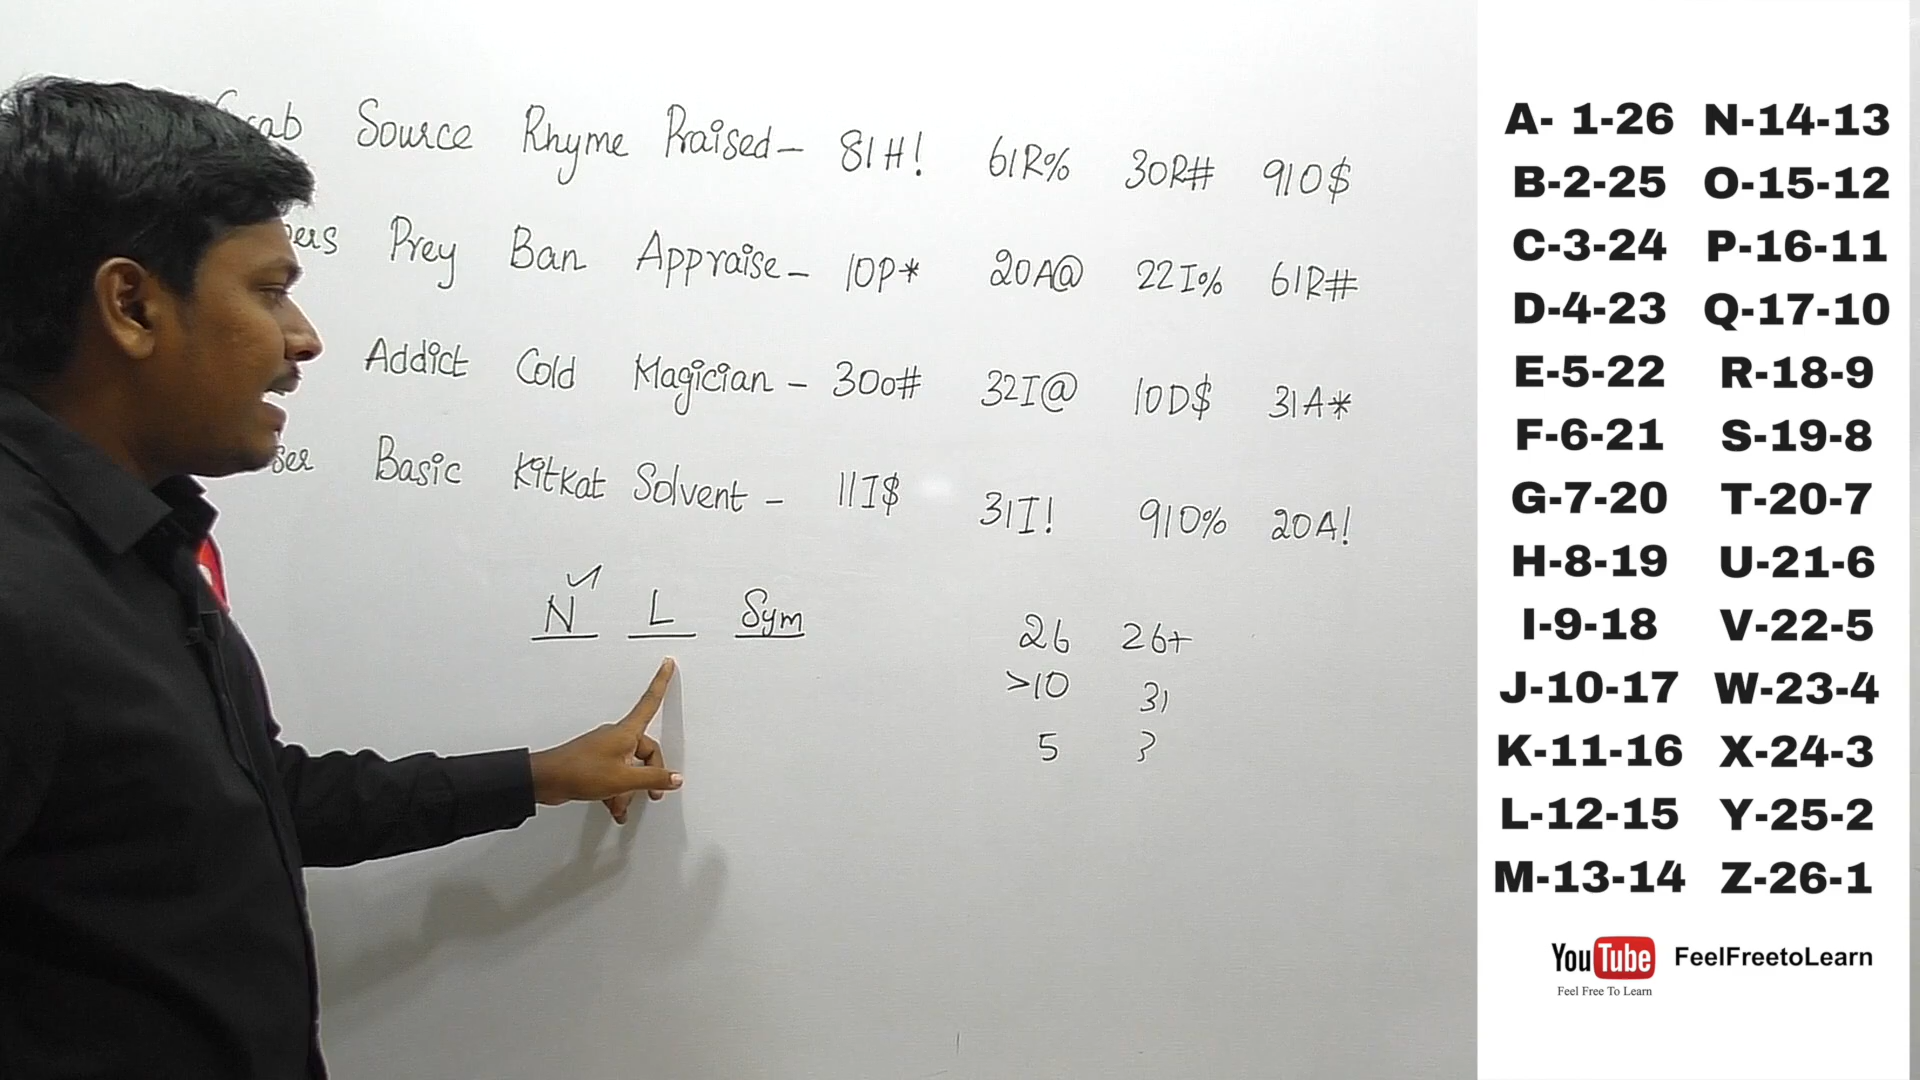 Source Rhyme Praised - 81H! 61R% 30R# 910$
Prey Ban Appraise - 10P* 20A@ 22I% 61R#
Addict Cold Magician - 30O# 32I@ 10D$ 31A*
Basic Kitkat Solvent - 11I$ 31I! 910% 20A!
N L Sym
26 26+
>10 31
5 3
A- 1-26 N-14-13
B-2-25 O-15-12
C-3-24 P-16-11
D-4-23 Q-17-10
E-5-22 R-18-9
F-6-21 S-19-8
G-7-20 T-20-7
H-8-19 U-21-6
I-9-18 V-22-5
J-10-17 W-23-4
K-11-16 X-24-3
L-12-15 Y-25-2
M-13-14 Z-26-1
YouTube FeelFreetoLearn
Feel Free To Learn